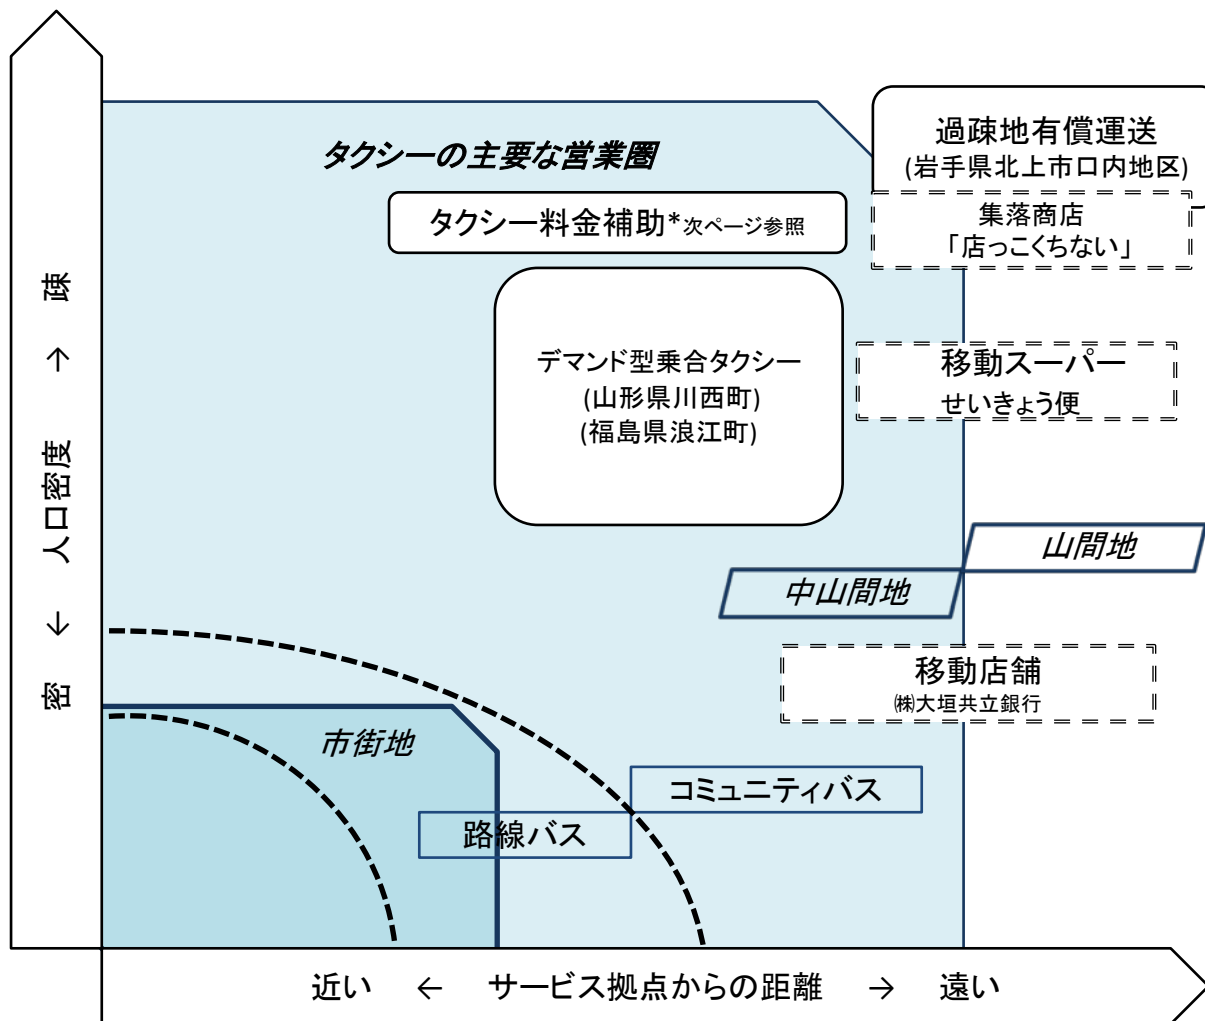 過疎地有償運送
(岩手県北上市口内地区)
タクシーの主要な営業圏
タクシー料金補助*次ページ参照
集落商店
「店っこくちない」
デマンド型乗合タクシー
(山形県川西町)
(福島県浪江町)
移動スーパー
せいきょう便
密 ← 人口密度 → 疎
山間地
中山間地
移動店舗
㈱大垣共立銀行
市街地
コミュニティバス
路線バス
近い ← サービス拠点からの距離 → 遠い